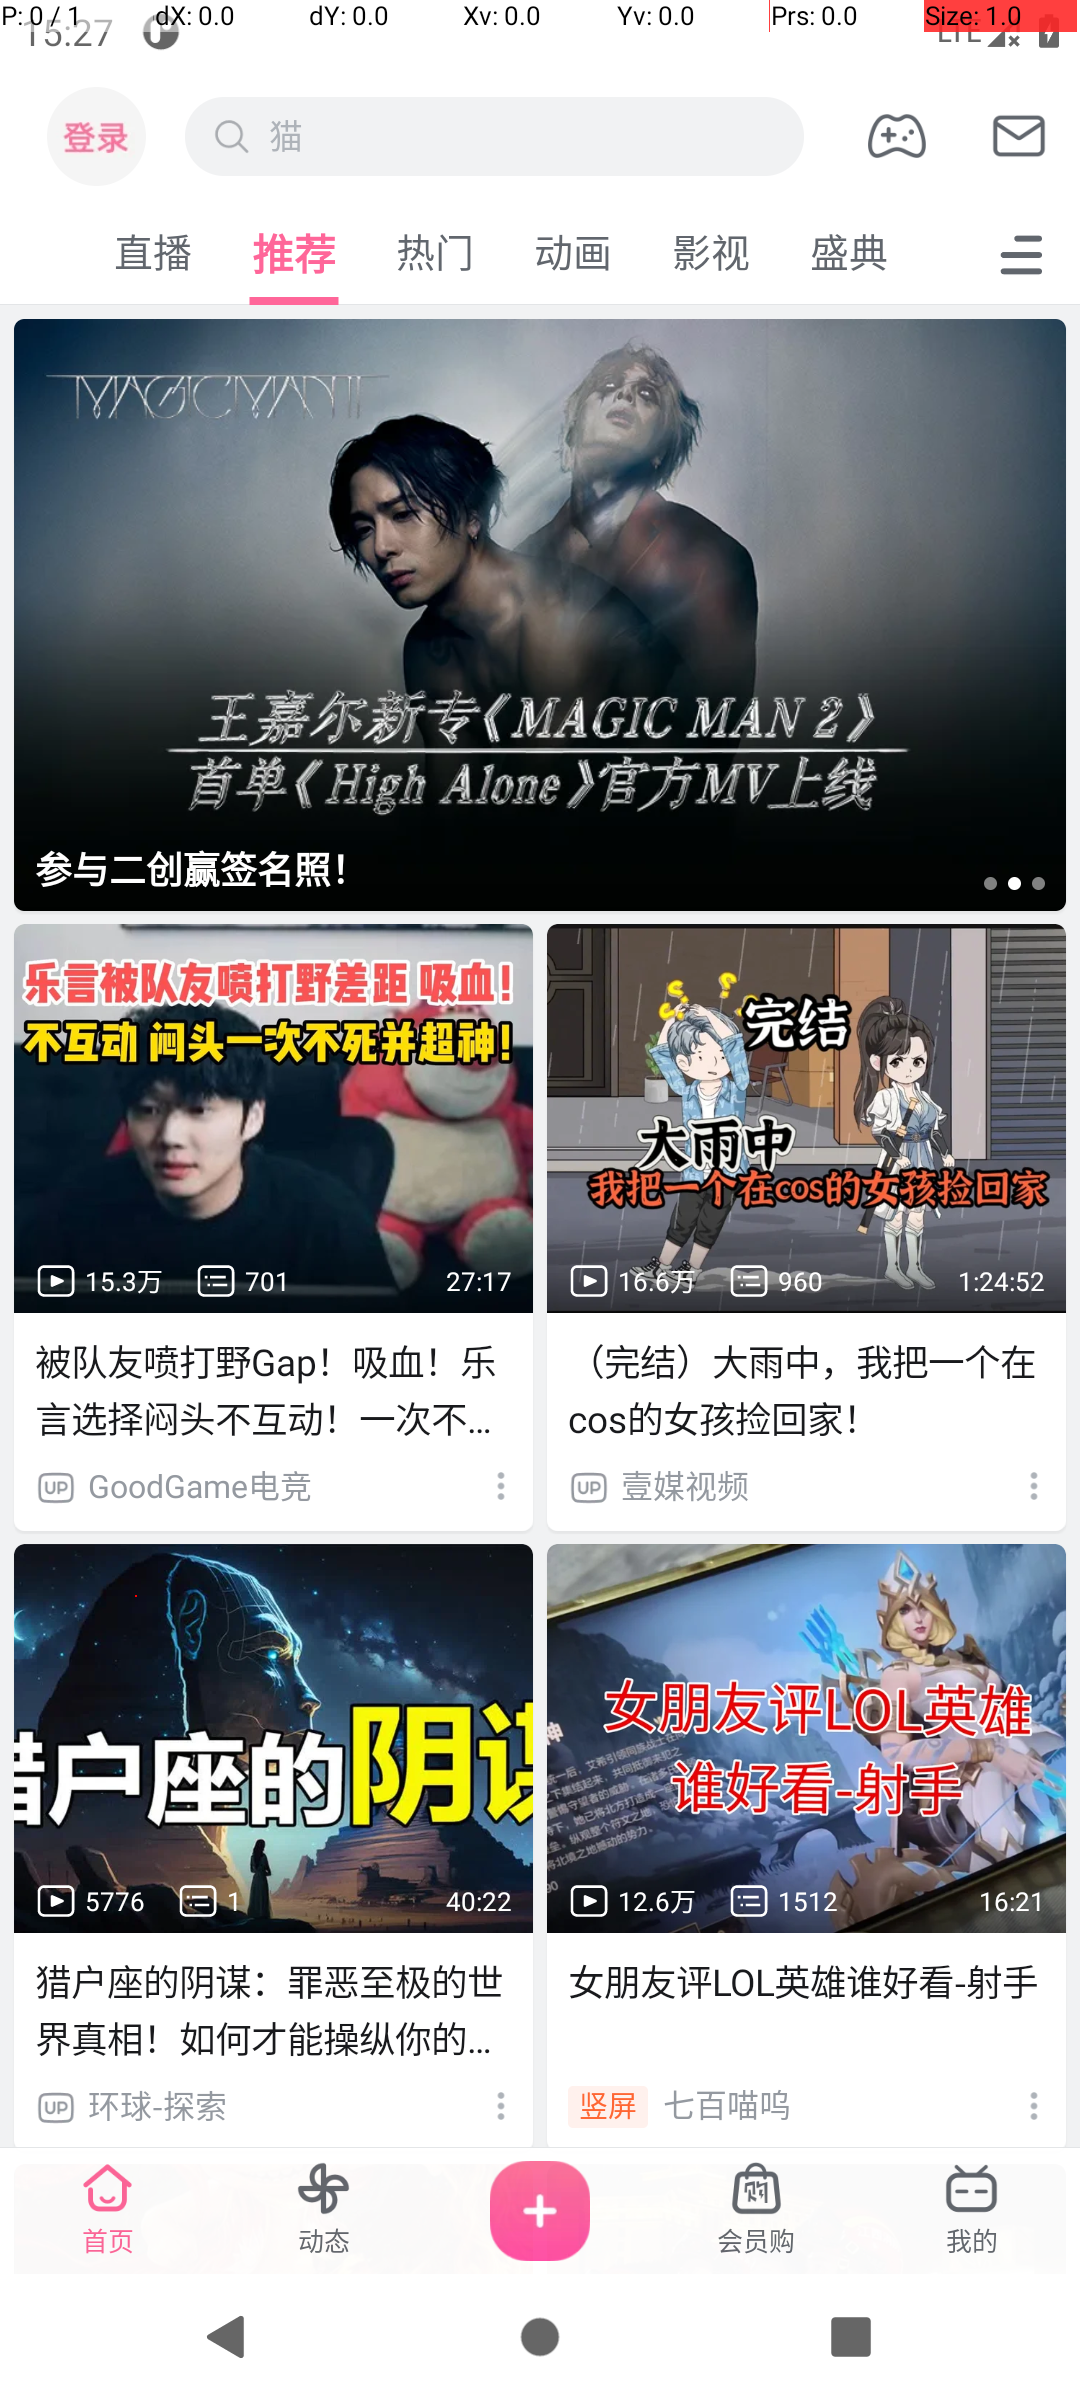 P: 0 / 1 dX: 0.0 dY: 0.0 Xv: 0.0 Yv: 0.0 Prs: 0.0 Size: 1.0
15:27 LTE
登录 猫
直播 推荐 热门 动画 影视 盛典
MAGICMAN II
王嘉尔新专《MAGIC MAN 2》
首单《High Alone》官方MV上线
参与二创赢签名照！
乐言被队友喷打野差距 吸血！
不互动 闷头一次不死并超神！
15.3万 701 27:17
被队友喷打野Gap！吸血！乐
言选择闷头不互动！一次不...
UP GoodGame电竞
完结
大雨中
我把一个在cos的女孩捡回家
16.6万 960 1:24:52
（完结）大雨中，我把一个在
cos的女孩捡回家！
UP 壹媒视频
猎户座的阴谋
5776 1 40:22
猎户座的阴谋：罪恶至极的世
界真相！如何才能操纵你的...
UP 环球-探索
女朋友评LOL英雄
谁好看-射手
12.6万 1512 16:21
女朋友评LOL英雄谁好看-射手
竖屏 七百喵呜
首页 动态 会员购 我的